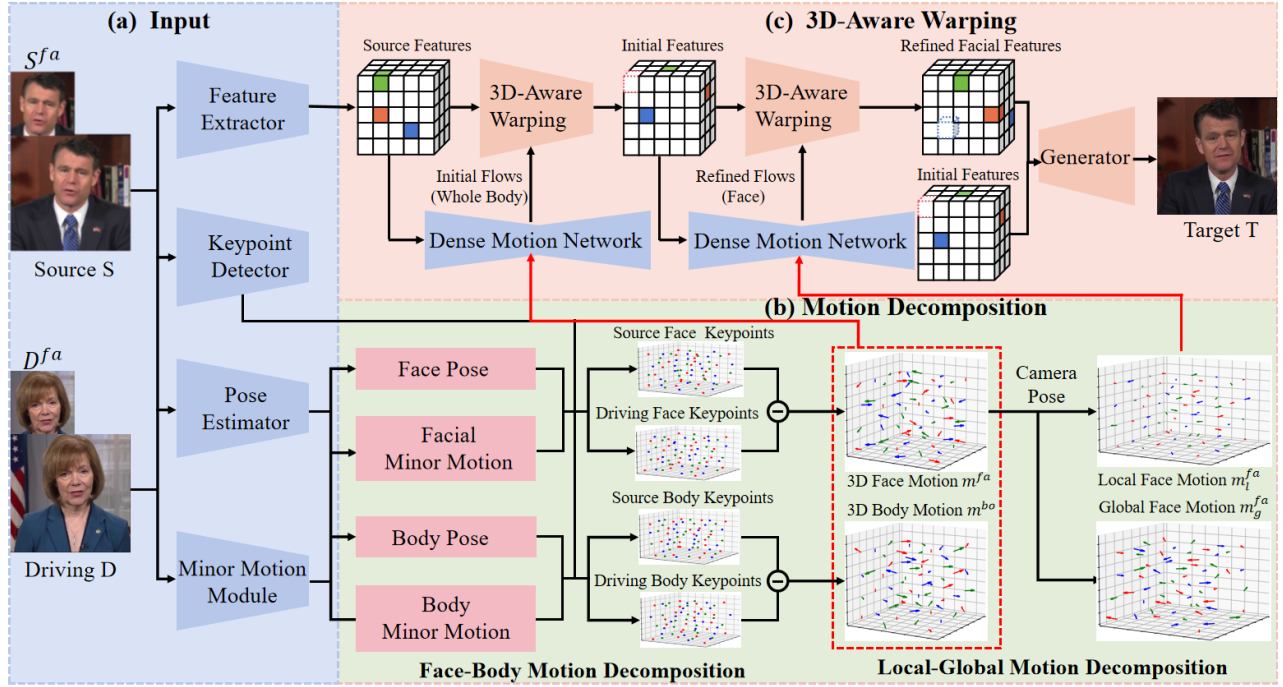 (a) Input
S^{fa}
Source S
D^{fa}
Driving D
Feature
Extractor
Keypoint
Detector
Pose
Estimator
Minor Motion
Module
(c) 3D-Aware Warping
Source Features
3D-Aware
Warping
Initial Features
3D-Aware
Warping
Refined Facial Features
Initial Flows
(Whole Body)
Refined Flows
(Face)
Initial Features
Dense Motion Network
Dense Motion Network
Generator
Target T
(b) Motion Decomposition
Face Pose
Facial
Minor Motion
Body Pose
Body
Minor Motion
Source Face Keypoints
Driving Face Keypoints
Source Body Keypoints
Driving Body Keypoints
3D Face Motion m^{fa}
3D Body Motion m^{bo}
Camera
Pose
Local Face Motion m_l^{fa}
Global Face Motion m_g^{fa}
Face-Body Motion Decomposition
Local-Global Motion Decomposition